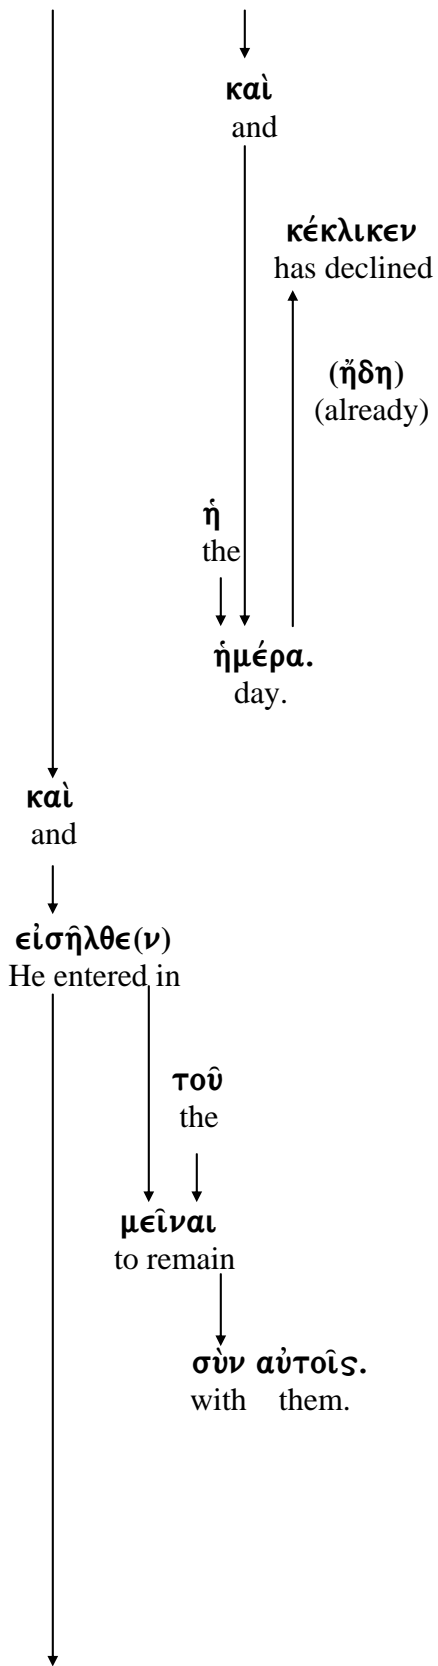 καὶ
and
κέκλικεν
has declined
(ἤδη)
(already)
ἡ
the
ἡμέρα.
day.
καὶ
and
εἰσῆλθε(ν)
He entered in
τοῦ
the
μεῖναι
to remain
σὺν αὐτοῖς.
with them.